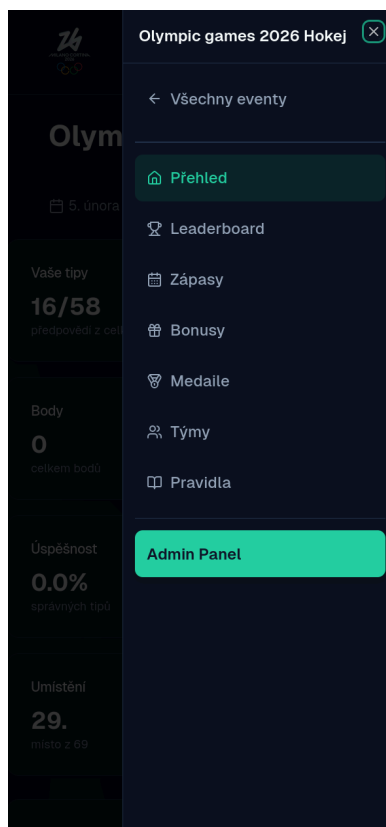 Olympic games 2026 Hokej
Všechny eventy
Přehled
Leaderboard
Zápasy
Bonusy
Medaile
Týmy
Pravidla
Admin Panel
Olym
5. února
Vaše tipy
16/58
předpovědí z cel
Body
0
celkem bodů
Úspěšnost
0.0%
správných tipů
Umístění
29.
místo z 69